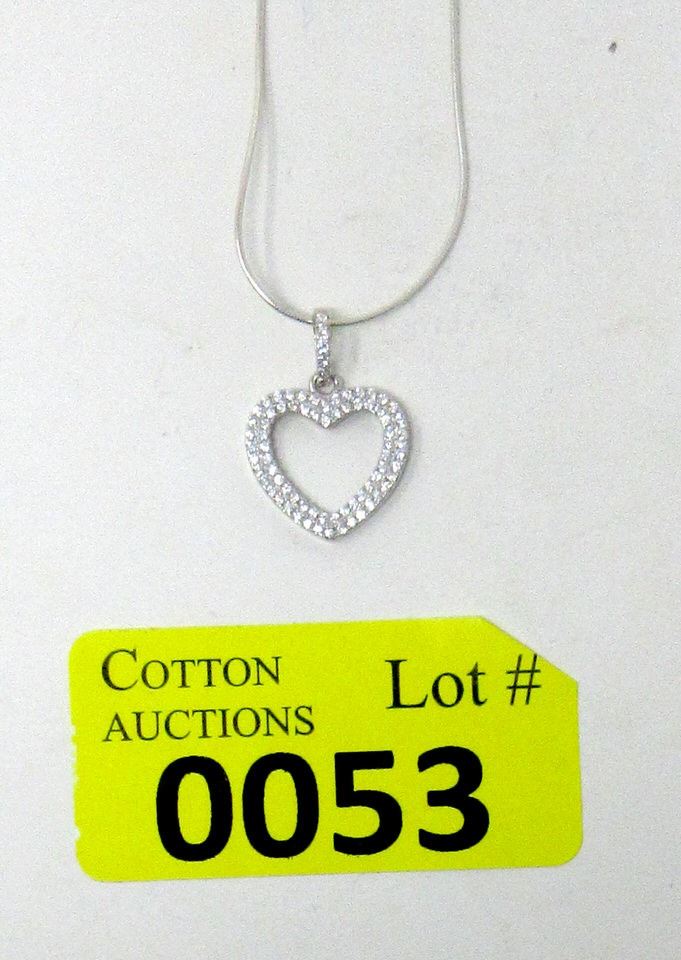 COTTON
AUCTIONS
Lot #
0053